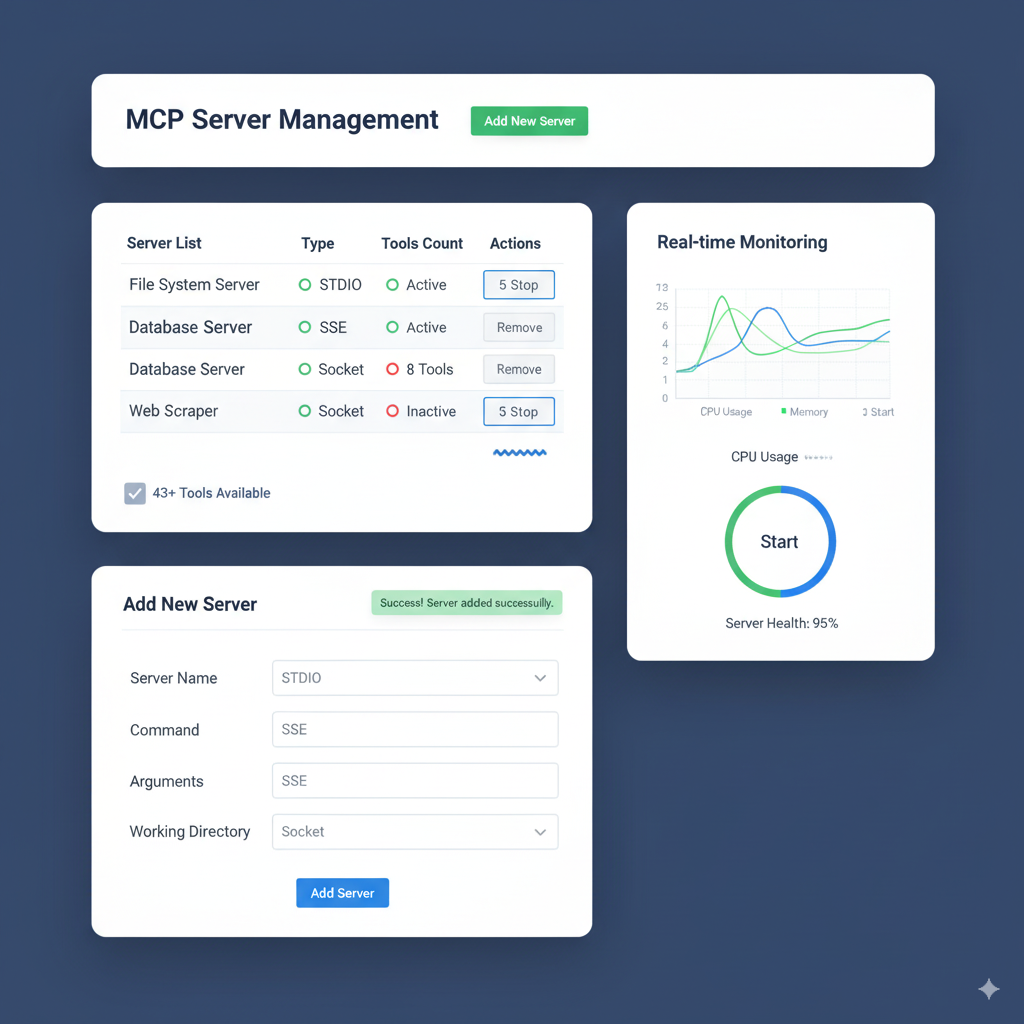 MCP Server Management
Add New Server
Server List Type Tools Count Actions
File System Server STDIO Active 5 Stop
Database Server SSE Active Remove
Database Server Socket 8 Tools Remove
Web Scraper Socket Inactive 5 Stop
43+ Tools Available
Real-time Monitoring
13
25
6
4
2
1
0
CPU Usage Memory Start
CPU Usage
Start
Server Health: 95%
Add New Server
Success! Server added successuilly.
Server Name STDIO
Command SSE
Arguments SSE
Working Directory Socket
Add Server